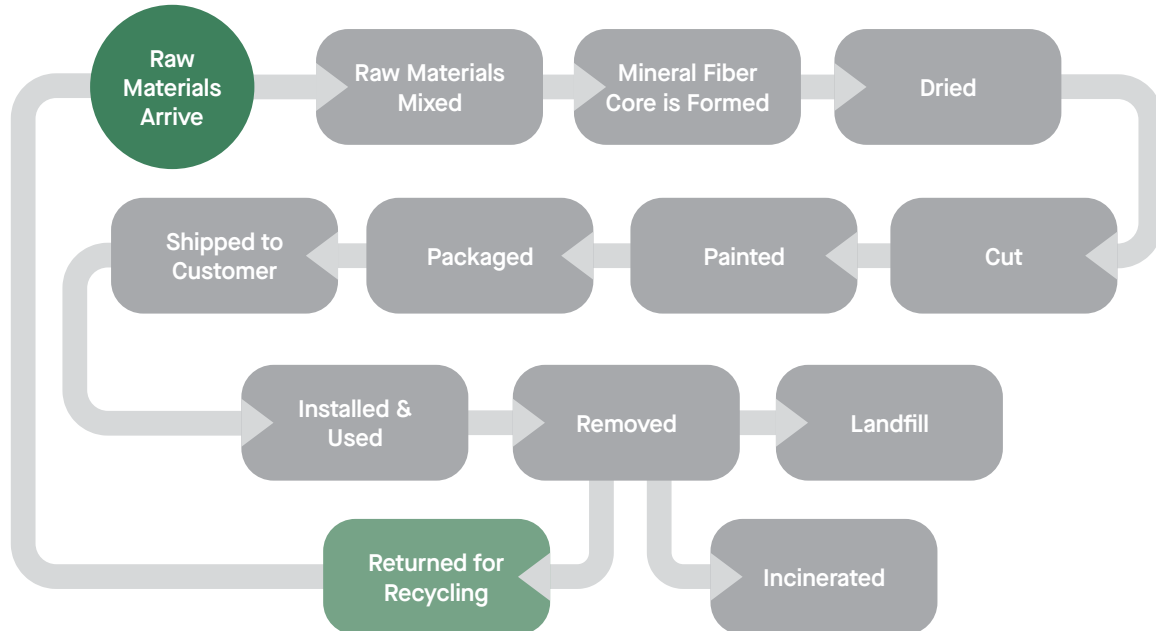 Raw
Materials
Arrive
Raw Materials
Mixed
Mineral Fiber
Core is Formed
Dried
Shipped to
Customer
Packaged
Painted
Cut
Installed &
Used
Removed
Landfill
Returned for
Recycling
Incinerated